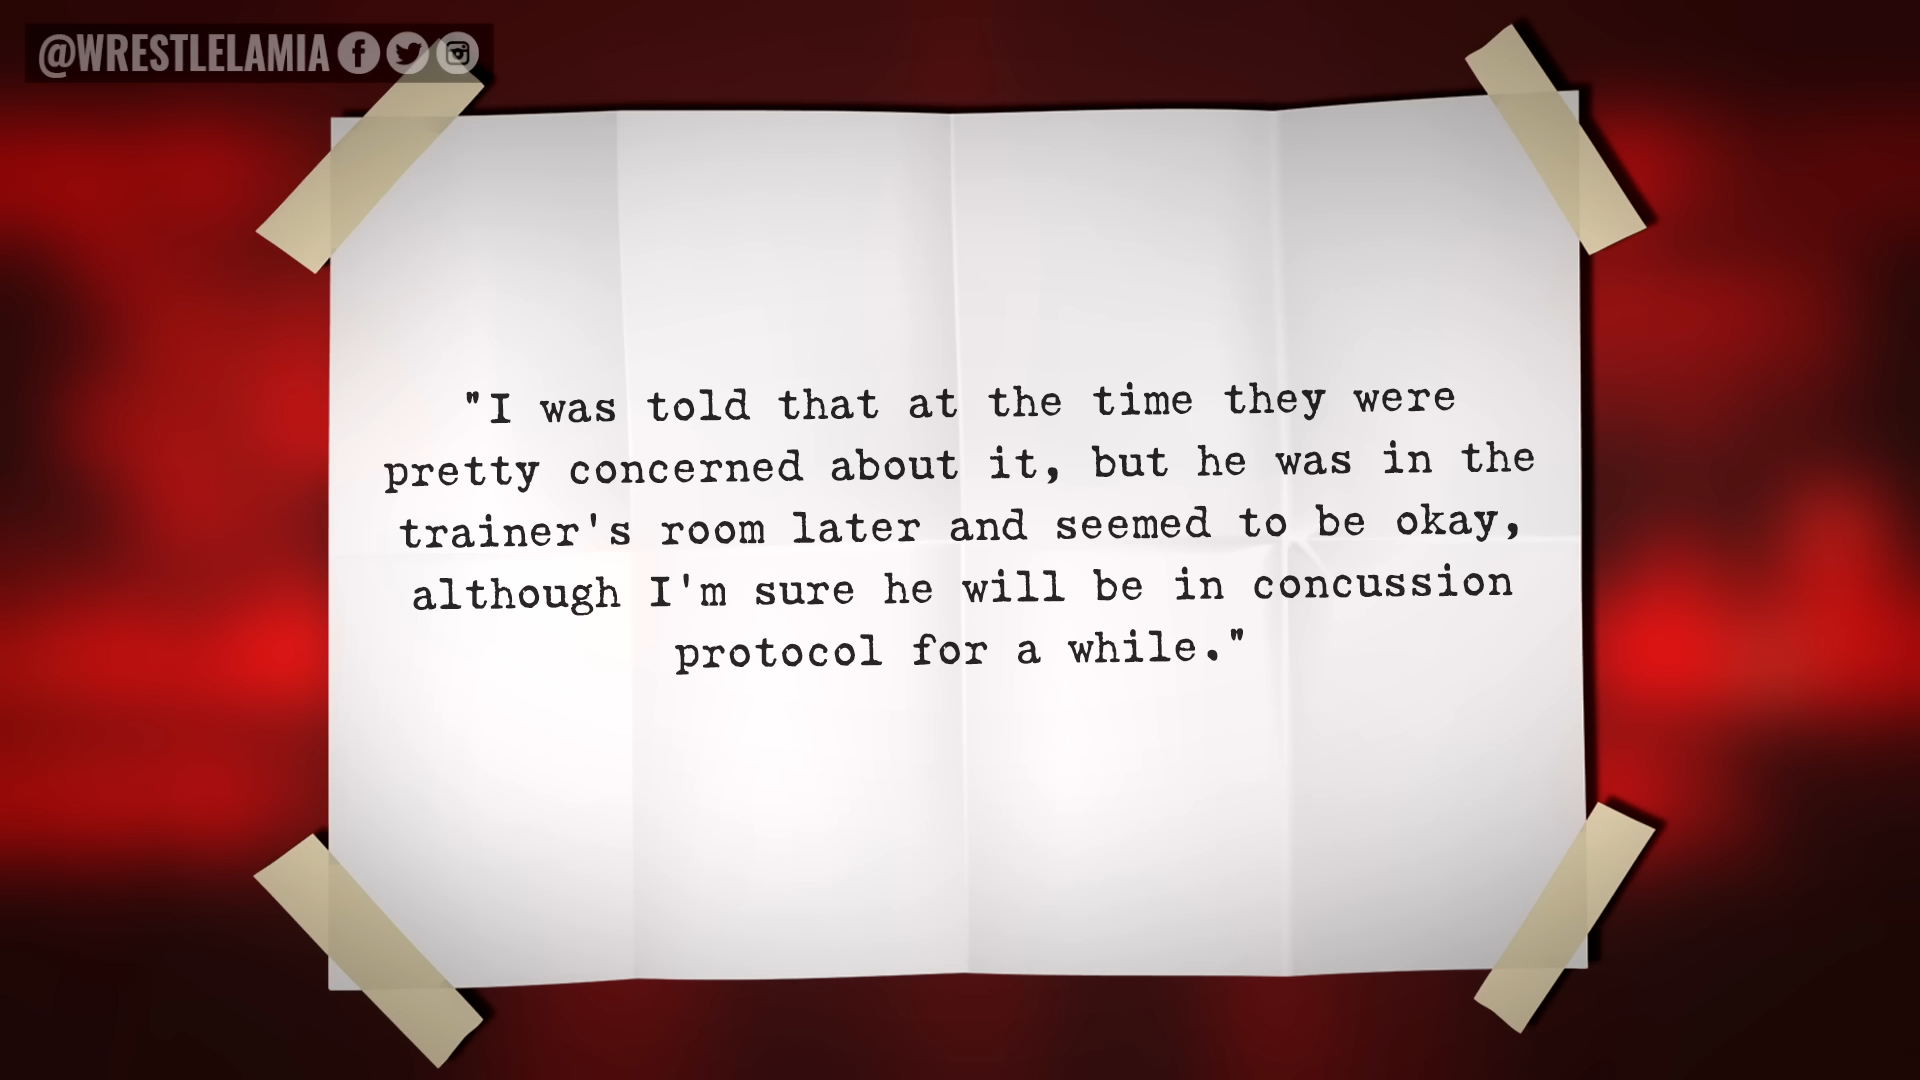 @WRESTLELAMIA
"I was told that at the time they were
pretty concerned about it, but he was in the
trainer's room later and seemed to be okay,
although I'm sure he will be in concussion
protocol for a while."